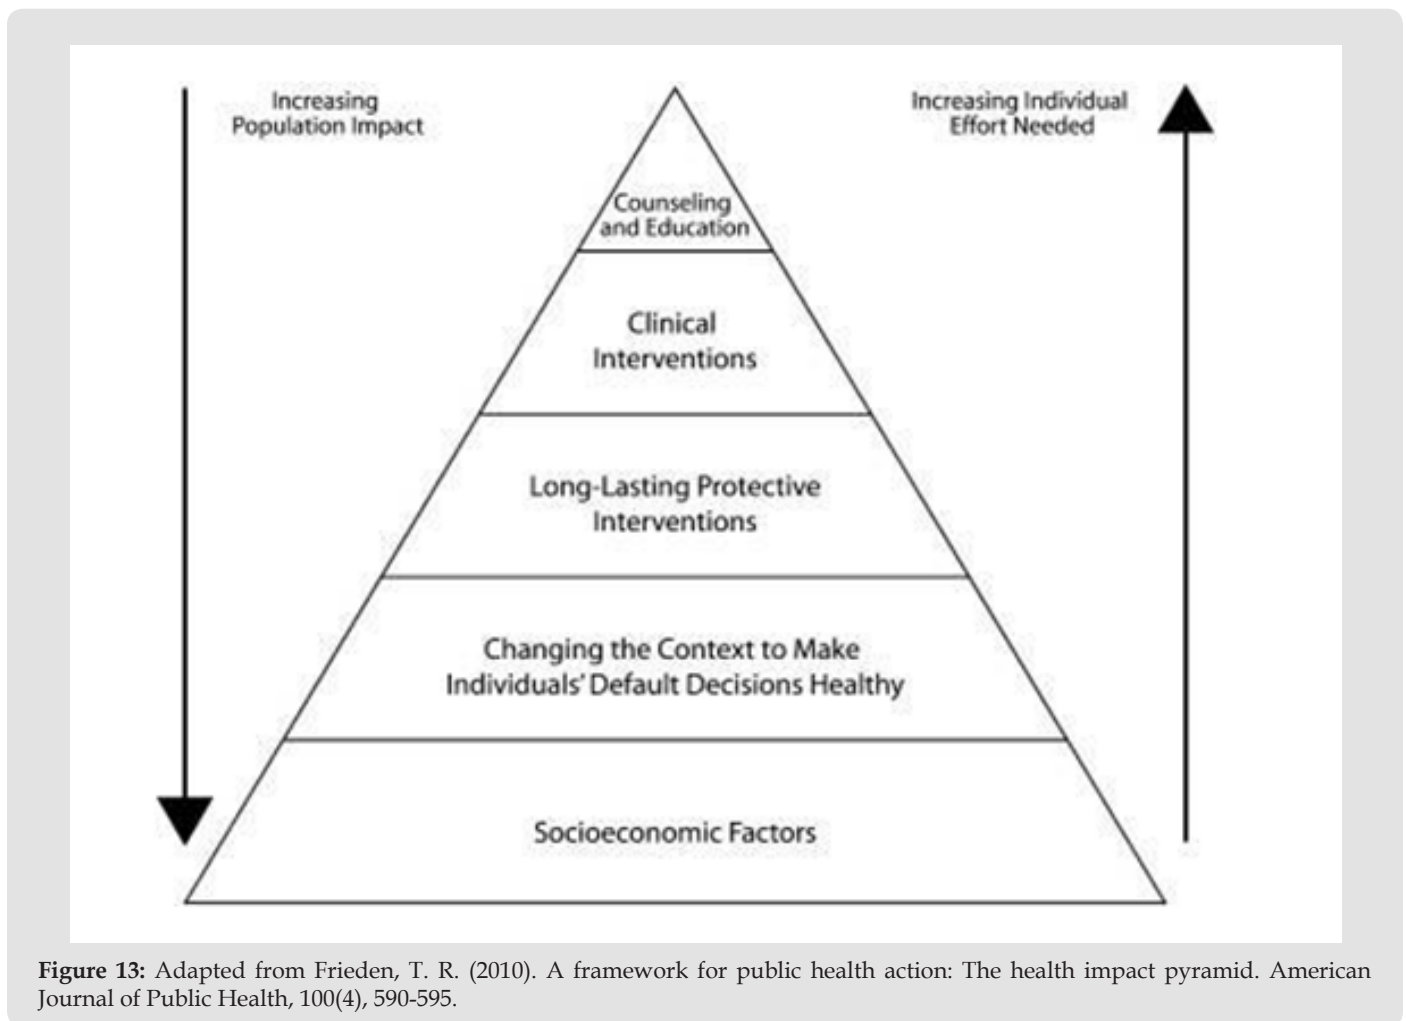 Increasing
Population Impact
Increasing Individual
Effort Needed
Counseling
and Education
Clinical
Interventions
Long-Lasting Protective
Interventions
Changing the Context to Make
Individuals' Default Decisions Healthy
Socioeconomic Factors
Figure 13: Adapted from Frieden, T. R. (2010). A framework for public health action: The health impact pyramid. American
Journal of Public Health, 100(4), 590-595.